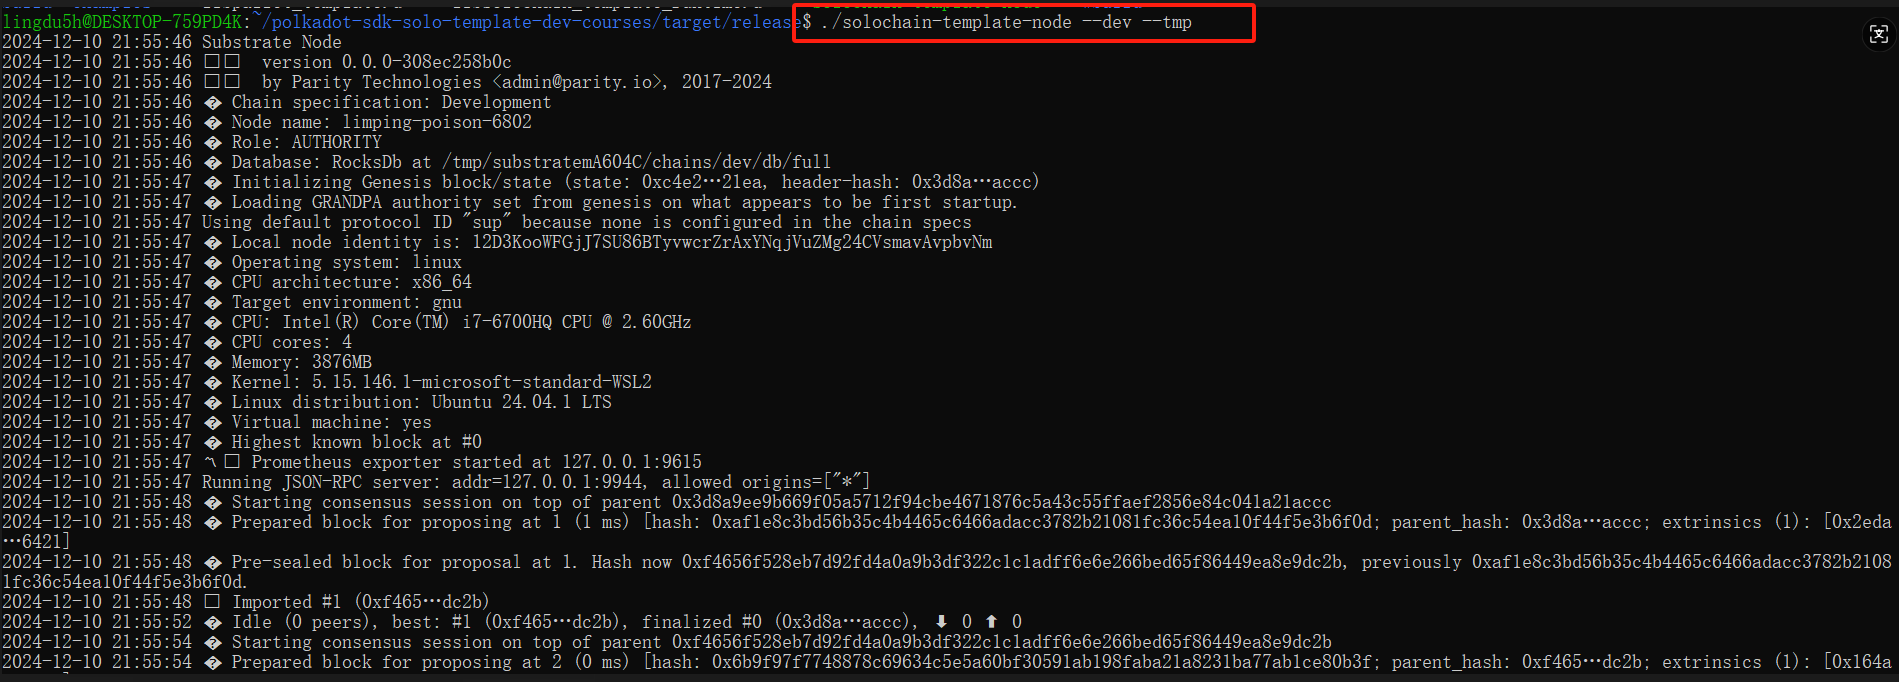 lingdu5h@DESKTOP-759PD4K:~/polkadot-sdk-solo-template-dev-courses/target/release$ ./solochain-template-node --dev --tmp
2024-12-10 21:55:46 Substrate Node
2024-12-10 21:55:46 □□  version 0.0.0-308ec258b0c
2024-12-10 21:55:46 □□  by Parity Technologies <admin@parity.io>, 2017-2024
2024-12-10 21:55:46 � Chain specification: Development
2024-12-10 21:55:46 � Node name: limping-poison-6802
2024-12-10 21:55:46 � Role: AUTHORITY
2024-12-10 21:55:46 � Database: RocksDb at /tmp/substratemA604C/chains/dev/db/full
2024-12-10 21:55:47 � Initializing Genesis block/state (state: 0xc4e2…21ea, header-hash: 0x3d8a…accc)
2024-12-10 21:55:47 � Loading GRANDPA authority set from genesis on what appears to be first startup.
2024-12-10 21:55:47 Using default protocol ID "sup" because none is configured in the chain specs
2024-12-10 21:55:47 � Local node identity is: 12D3KooWFGjJ7SU86BTyvwcrZrAxYNqjVuZMg24CVsmavAvpbvNm
2024-12-10 21:55:47 � Operating system: linux
2024-12-10 21:55:47 � CPU architecture: x86_64
2024-12-10 21:55:47 � Target environment: gnu
2024-12-10 21:55:47 � CPU: Intel(R) Core(TM) i7-6700HQ CPU @ 2.60GHz
2024-12-10 21:55:47 � CPU cores: 4
2024-12-10 21:55:47 � Memory: 3876MB
2024-12-10 21:55:47 � Kernel: 5.15.146.1-microsoft-standard-WSL2
2024-12-10 21:55:47 � Linux distribution: Ubuntu 24.04.1 LTS
2024-12-10 21:55:47 � Virtual machine: yes
2024-12-10 21:55:47 � Highest known block at #0
2024-12-10 21:55:47 〽□ Prometheus exporter started at 127.0.0.1:9615
2024-12-10 21:55:47 Running JSON-RPC server: addr=127.0.0.1:9944, allowed origins=["*"]
2024-12-10 21:55:48 � Starting consensus session on top of parent 0x3d8a9ee9b669f05a5712f94cbe4671876c5a43c55ffaef2856e84c041a21accc
2024-12-10 21:55:48 � Prepared block for proposing at 1 (1 ms) [hash: 0xaf1e8c3bd56b35c4b4465c6466adacc3782b21081fc36c54ea10f44f5e3b6f0d; parent_hash: 0x3d8a…accc; extrinsics (1): [0x2eda
…6421]
2024-12-10 21:55:48 � Pre-sealed block for proposal at 1. Hash now 0xf4656f528eb7d92fd4a0a9b3df322c1c1adff6e6e266bed65f86449ea8e9dc2b, previously 0xaf1e8c3bd56b35c4b4465c6466adacc3782b2108
1fc36c54ea10f44f5e3b6f0d.
2024-12-10 21:55:48 □ Imported #1 (0xf465…dc2b)
2024-12-10 21:55:52 � Idle (0 peers), best: #1 (0xf465…dc2b), finalized #0 (0x3d8a…accc), ⬇ 0 ⬆ 0
2024-12-10 21:55:54 � Starting consensus session on top of parent 0xf4656f528eb7d92fd4a0a9b3df322c1c1adff6e6e266bed65f86449ea8e9dc2b
2024-12-10 21:55:54 � Prepared block for proposing at 2 (0 ms) [hash: 0x6b9f97f7748878c69634c5e5a60bf30591ab198faba21a8231ba77ab1ce80b3f; parent_hash: 0xf465…dc2b; extrinsics (1): [0x164a